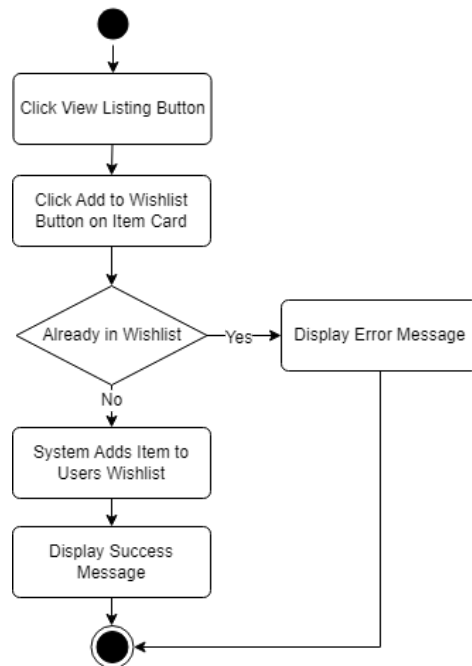 Click View Listing Button
Click Add to Wishlist
Button on Item Card
Already in Wishlist
Yes
Display Error Message
No
System Adds Item to
Users Wishlist
Display Success
Message